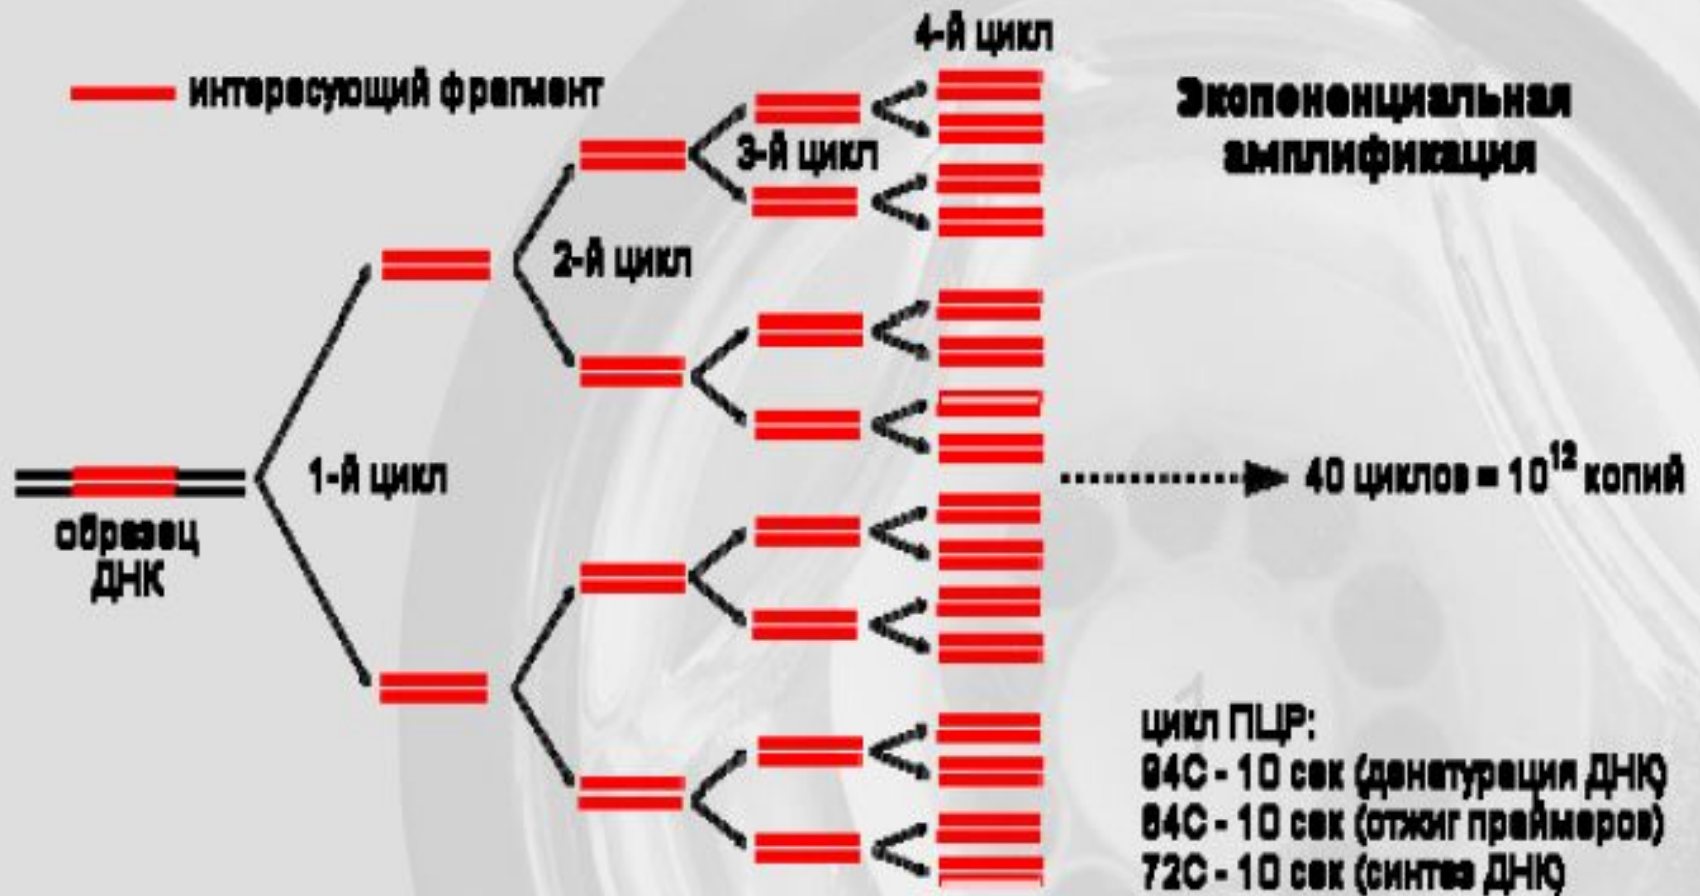 4-й цикл
интересующий фрагмент
Экспоненциальная
амплификация
3-й цикл
2-й цикл
1-й цикл
образец
ДНК
40 циклов = 10¹² копий
цикл ПЦР:
94С - 10 сек (денатурация ДНК)
64С - 10 сек (отжиг праймеров)
72С - 10 сек (синтез ДНК)